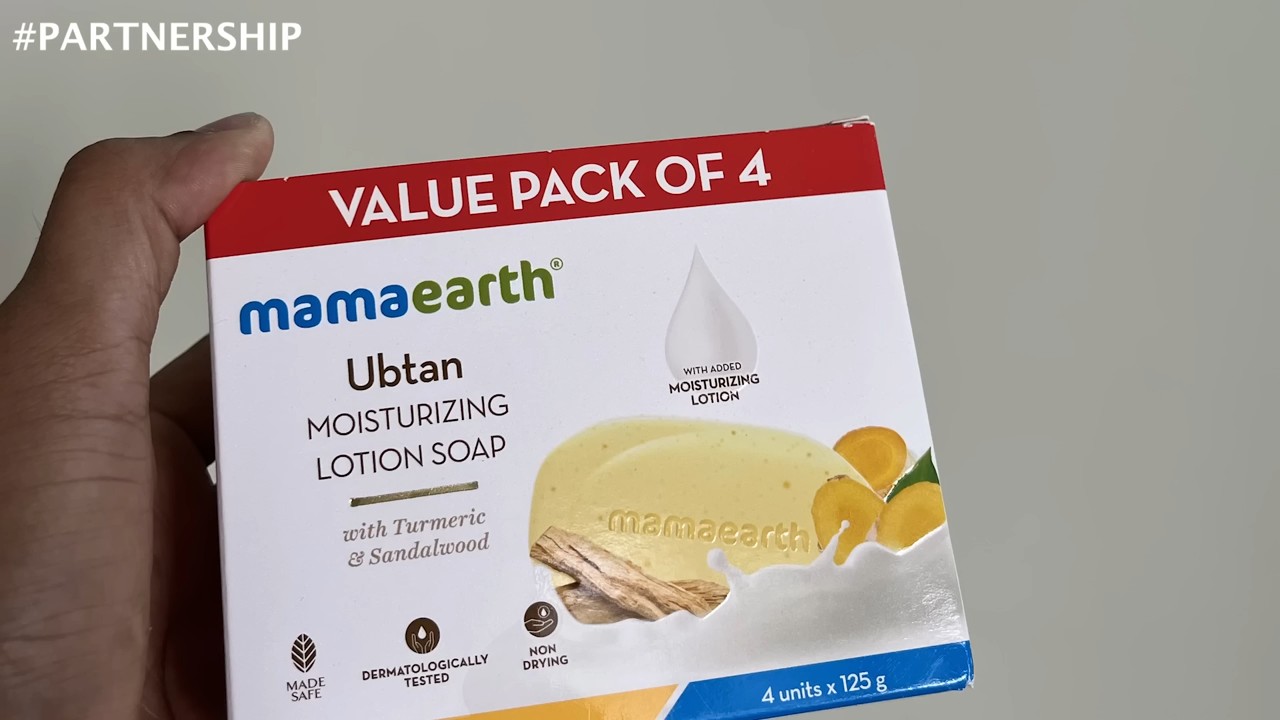 #PARTNERSHIP
VALUE PACK OF 4
mamaearth®
Ubtan
MOISTURIZING
LOTION SOAP
with Turmeric
& Sandalwood
WITH ADDED
MOISTURIZING
LOTION
mamaearth
MADE
SAFE
DERMATOLOGICALLY
TESTED
NON
DRYING
4 units x 125 g